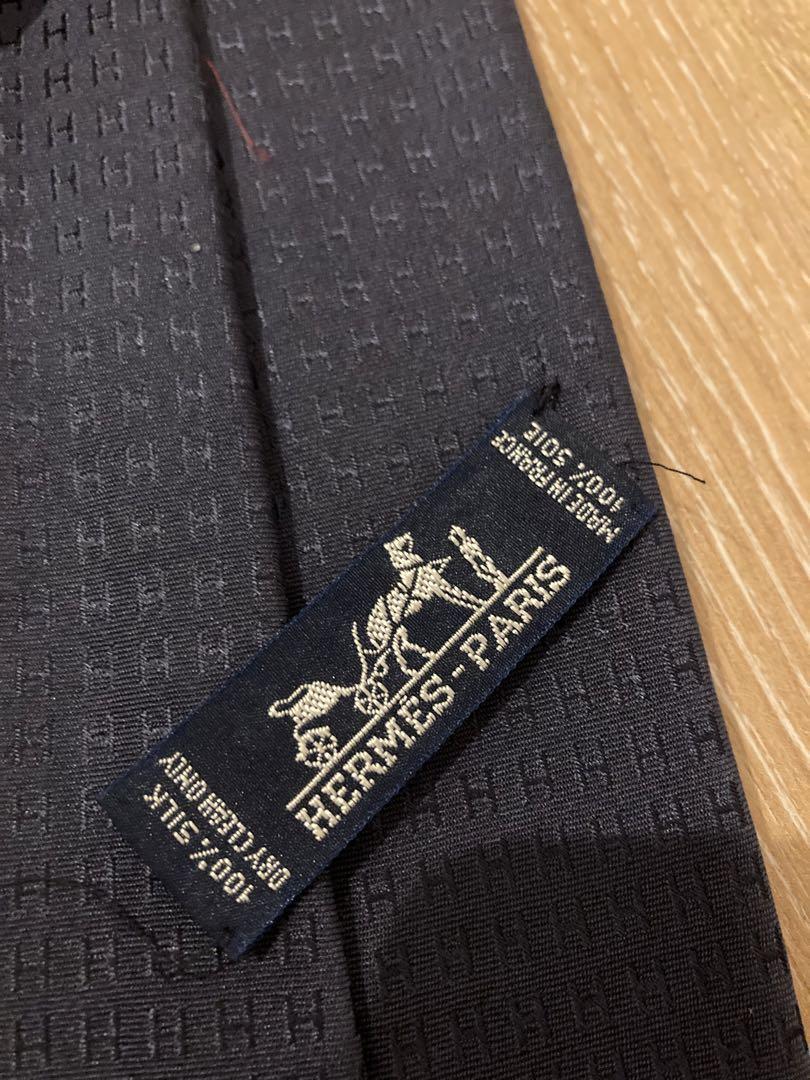 100% SOIE
MADE IN FRANCE
HERMES-PARIS
100% SILK
DRY CLEAN ONLY